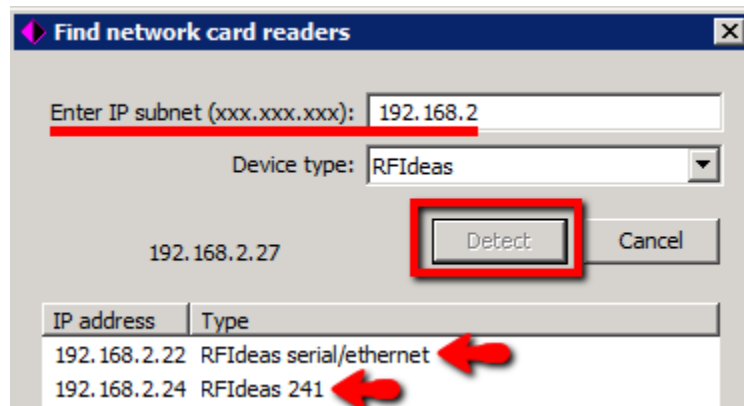 Find network card readers
Enter IP subnet (xxx.xxx.xxx): 192.168.2
Device type: RFIdeas
192.168.2.27 Detect Cancel
IP address Type
192.168.2.22 RFIdeas serial/ethernet
192.168.2.24 RFIdeas 241